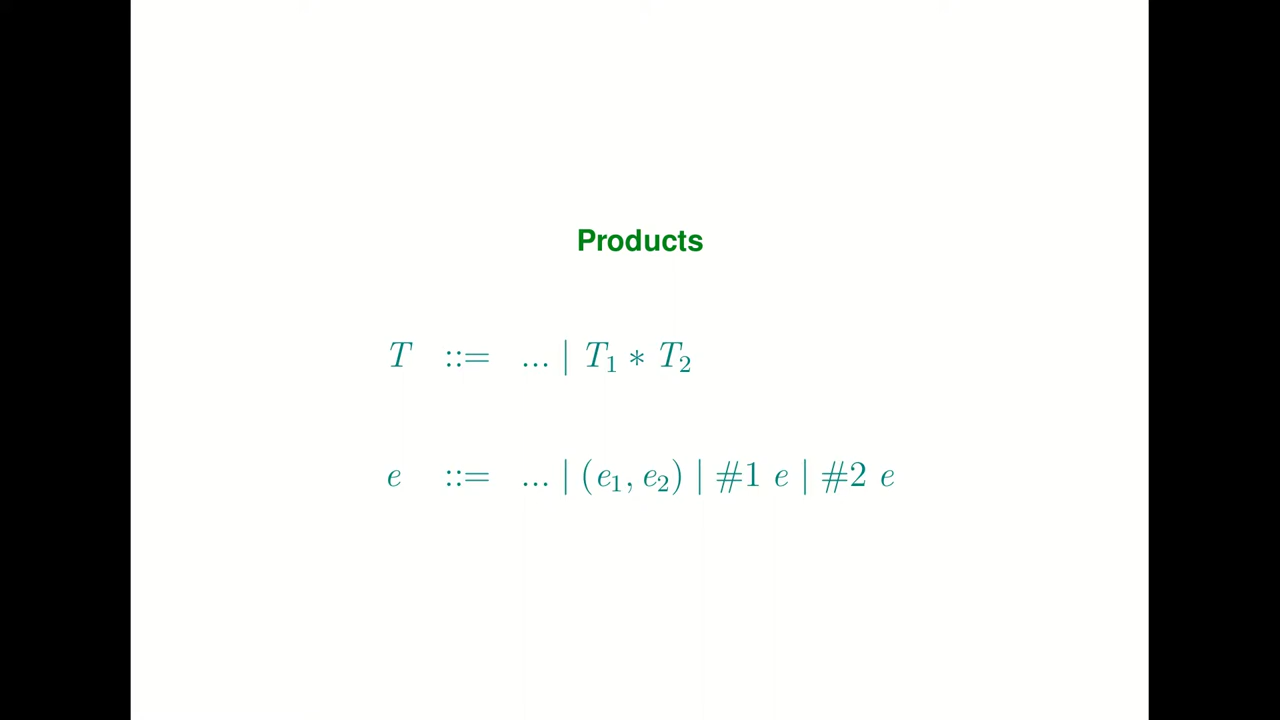 Products
T ::= ... | T₁ * T₂
e ::= ... | (e₁, e₂) | #1 e | #2 e